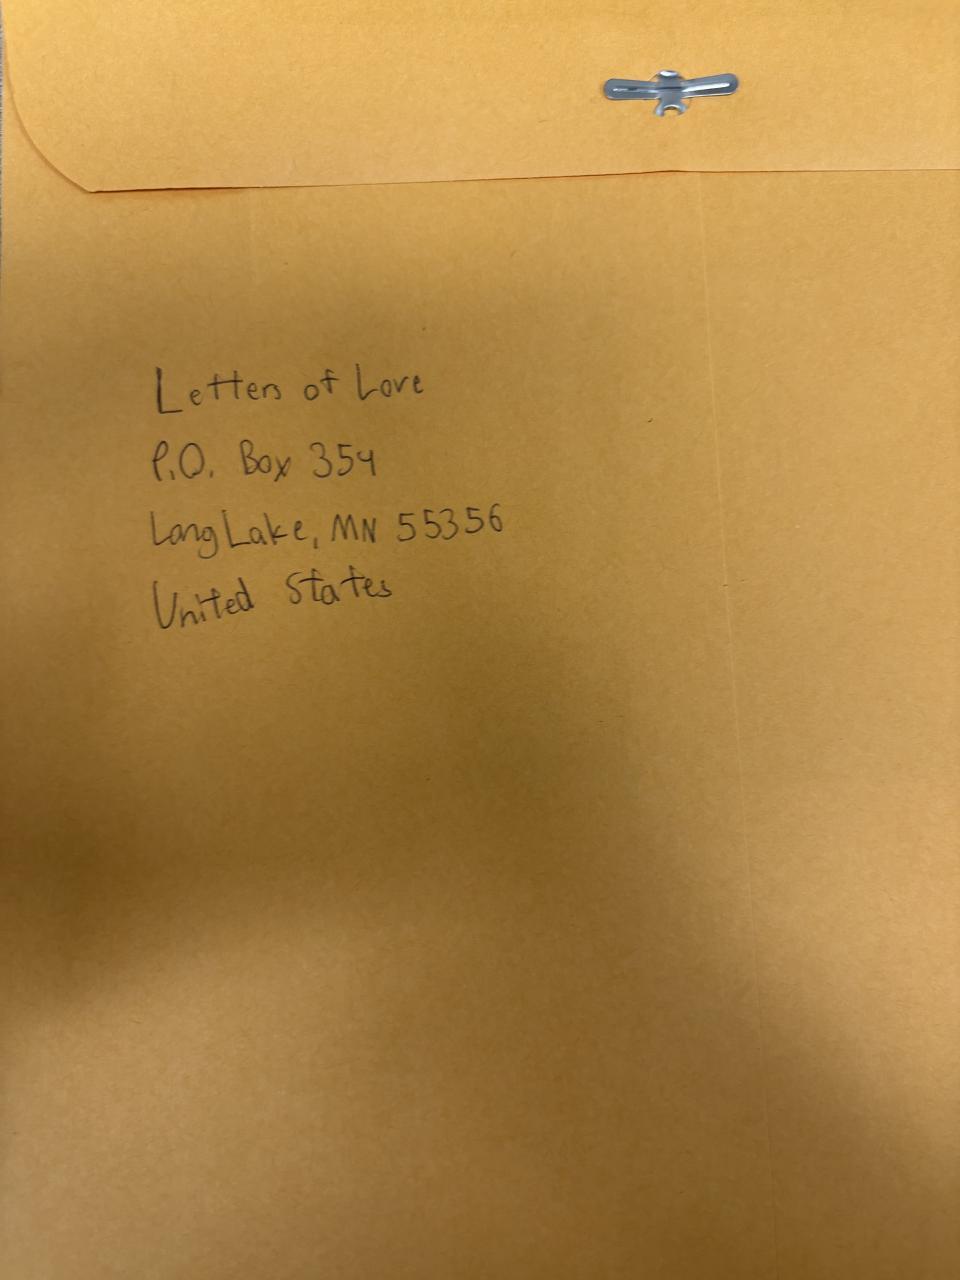 Letters of Love
P.O. Box 354
Long Lake, MN 55356
United States